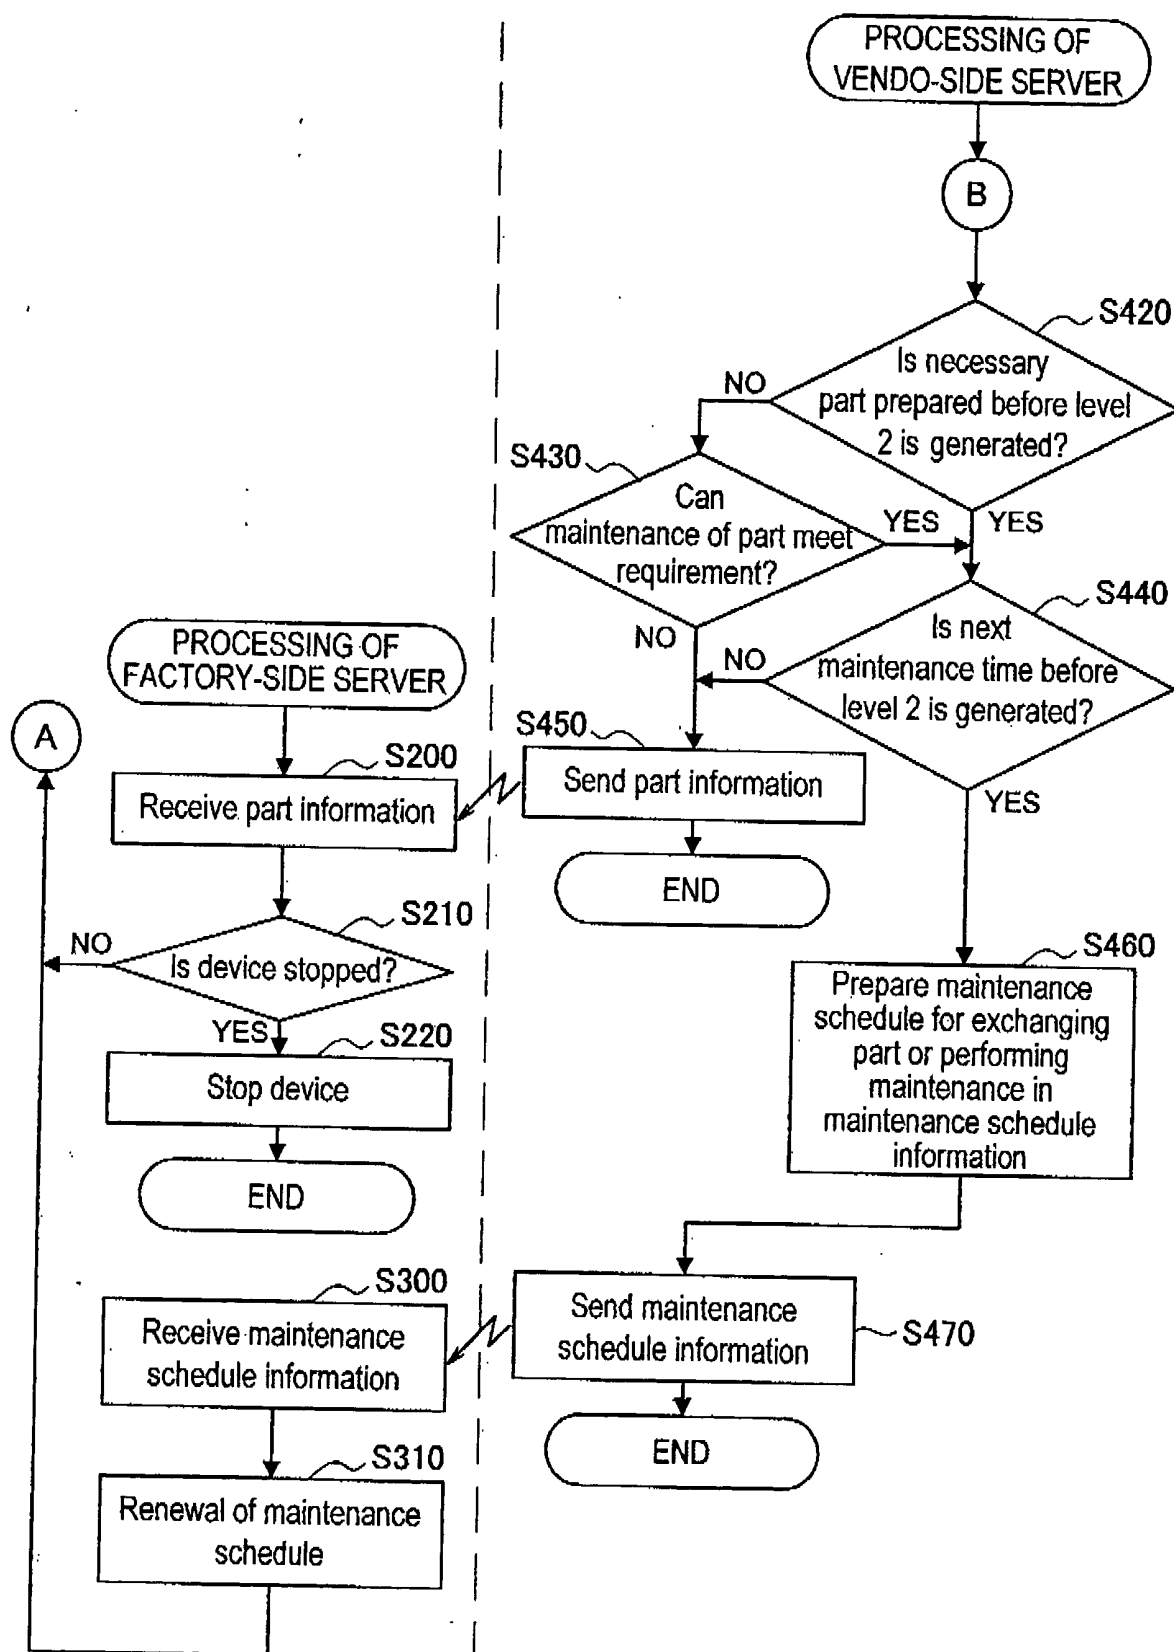 PROCESSING OF
VENDO-SIDE SERVER
B
S420
Is necessary
part prepared before level
2 is generated?
NO
YES
S430
Can
maintenance of part meet
requirement?
YES
NO
S440
Is next
maintenance time before
level 2 is generated?
NO
YES
S450
Send part information
END
S460
Prepare maintenance
schedule for exchanging
part or performing
maintenance in
maintenance schedule
information
S470
Send maintenance
schedule information
END
PROCESSING OF
FACTORY-SIDE SERVER
A
S200
Receive part information
S210
Is device stopped?
NO
YES
S220
Stop device
END
S300
Receive maintenance
schedule information
S310
Renewal of maintenance
schedule